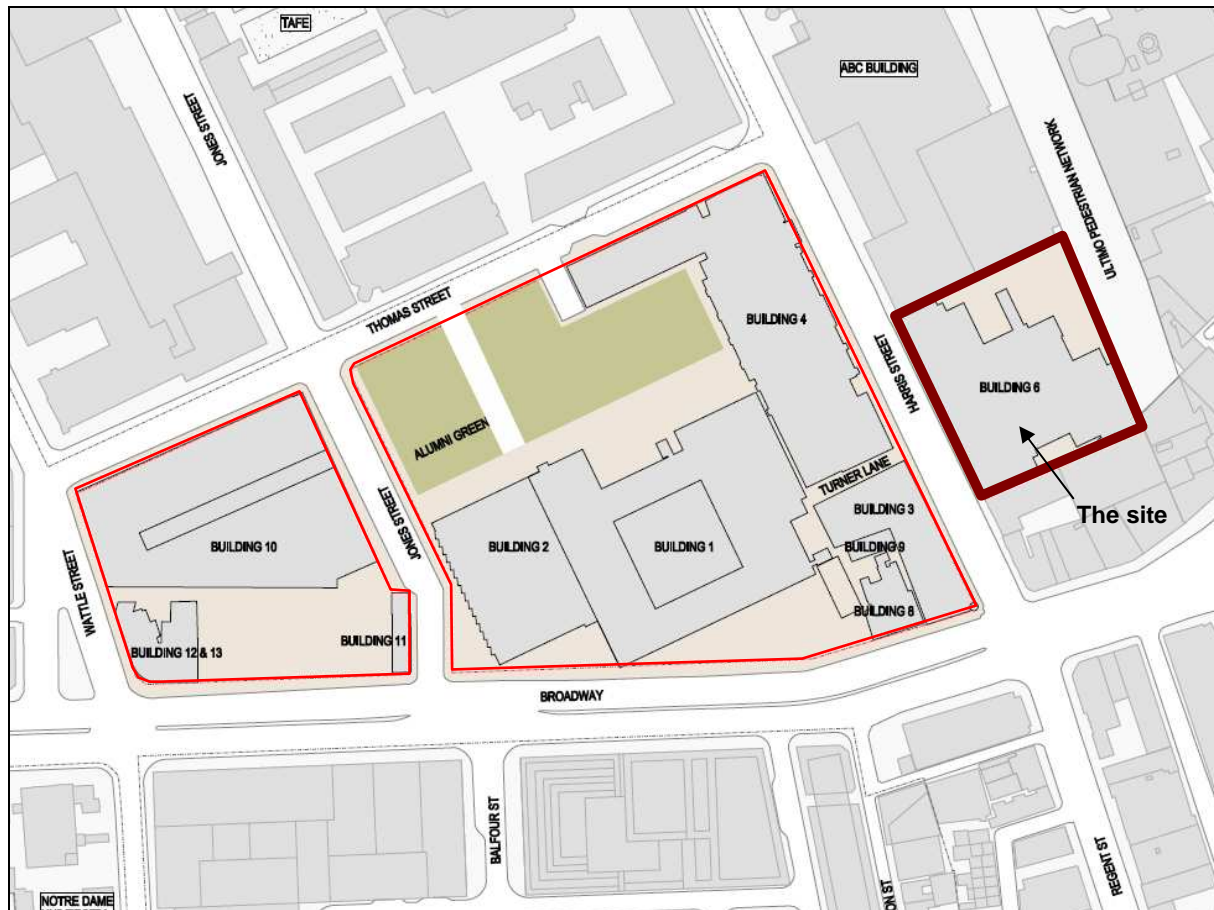 TAFE
ABC BUILDING
JONES STREET
ULTIMO PEDESTRIAN NETWORK
THOMAS STREET
BUILDING 4
HARRIS STREET
BUILDING 6
ALUMNI GREEN
TURNER LANE
The site
BUILDING 3
JONES STREET
BUILDING 10
BUILDING 2
BUILDING 1
BUILDING 9
WATTLE STREET
BUILDING 8
BUILDING 11
BUILDING 12 & 13
BROADWAY
BALFOUR ST
REGENT ST
ON ST
NOTRE DAME